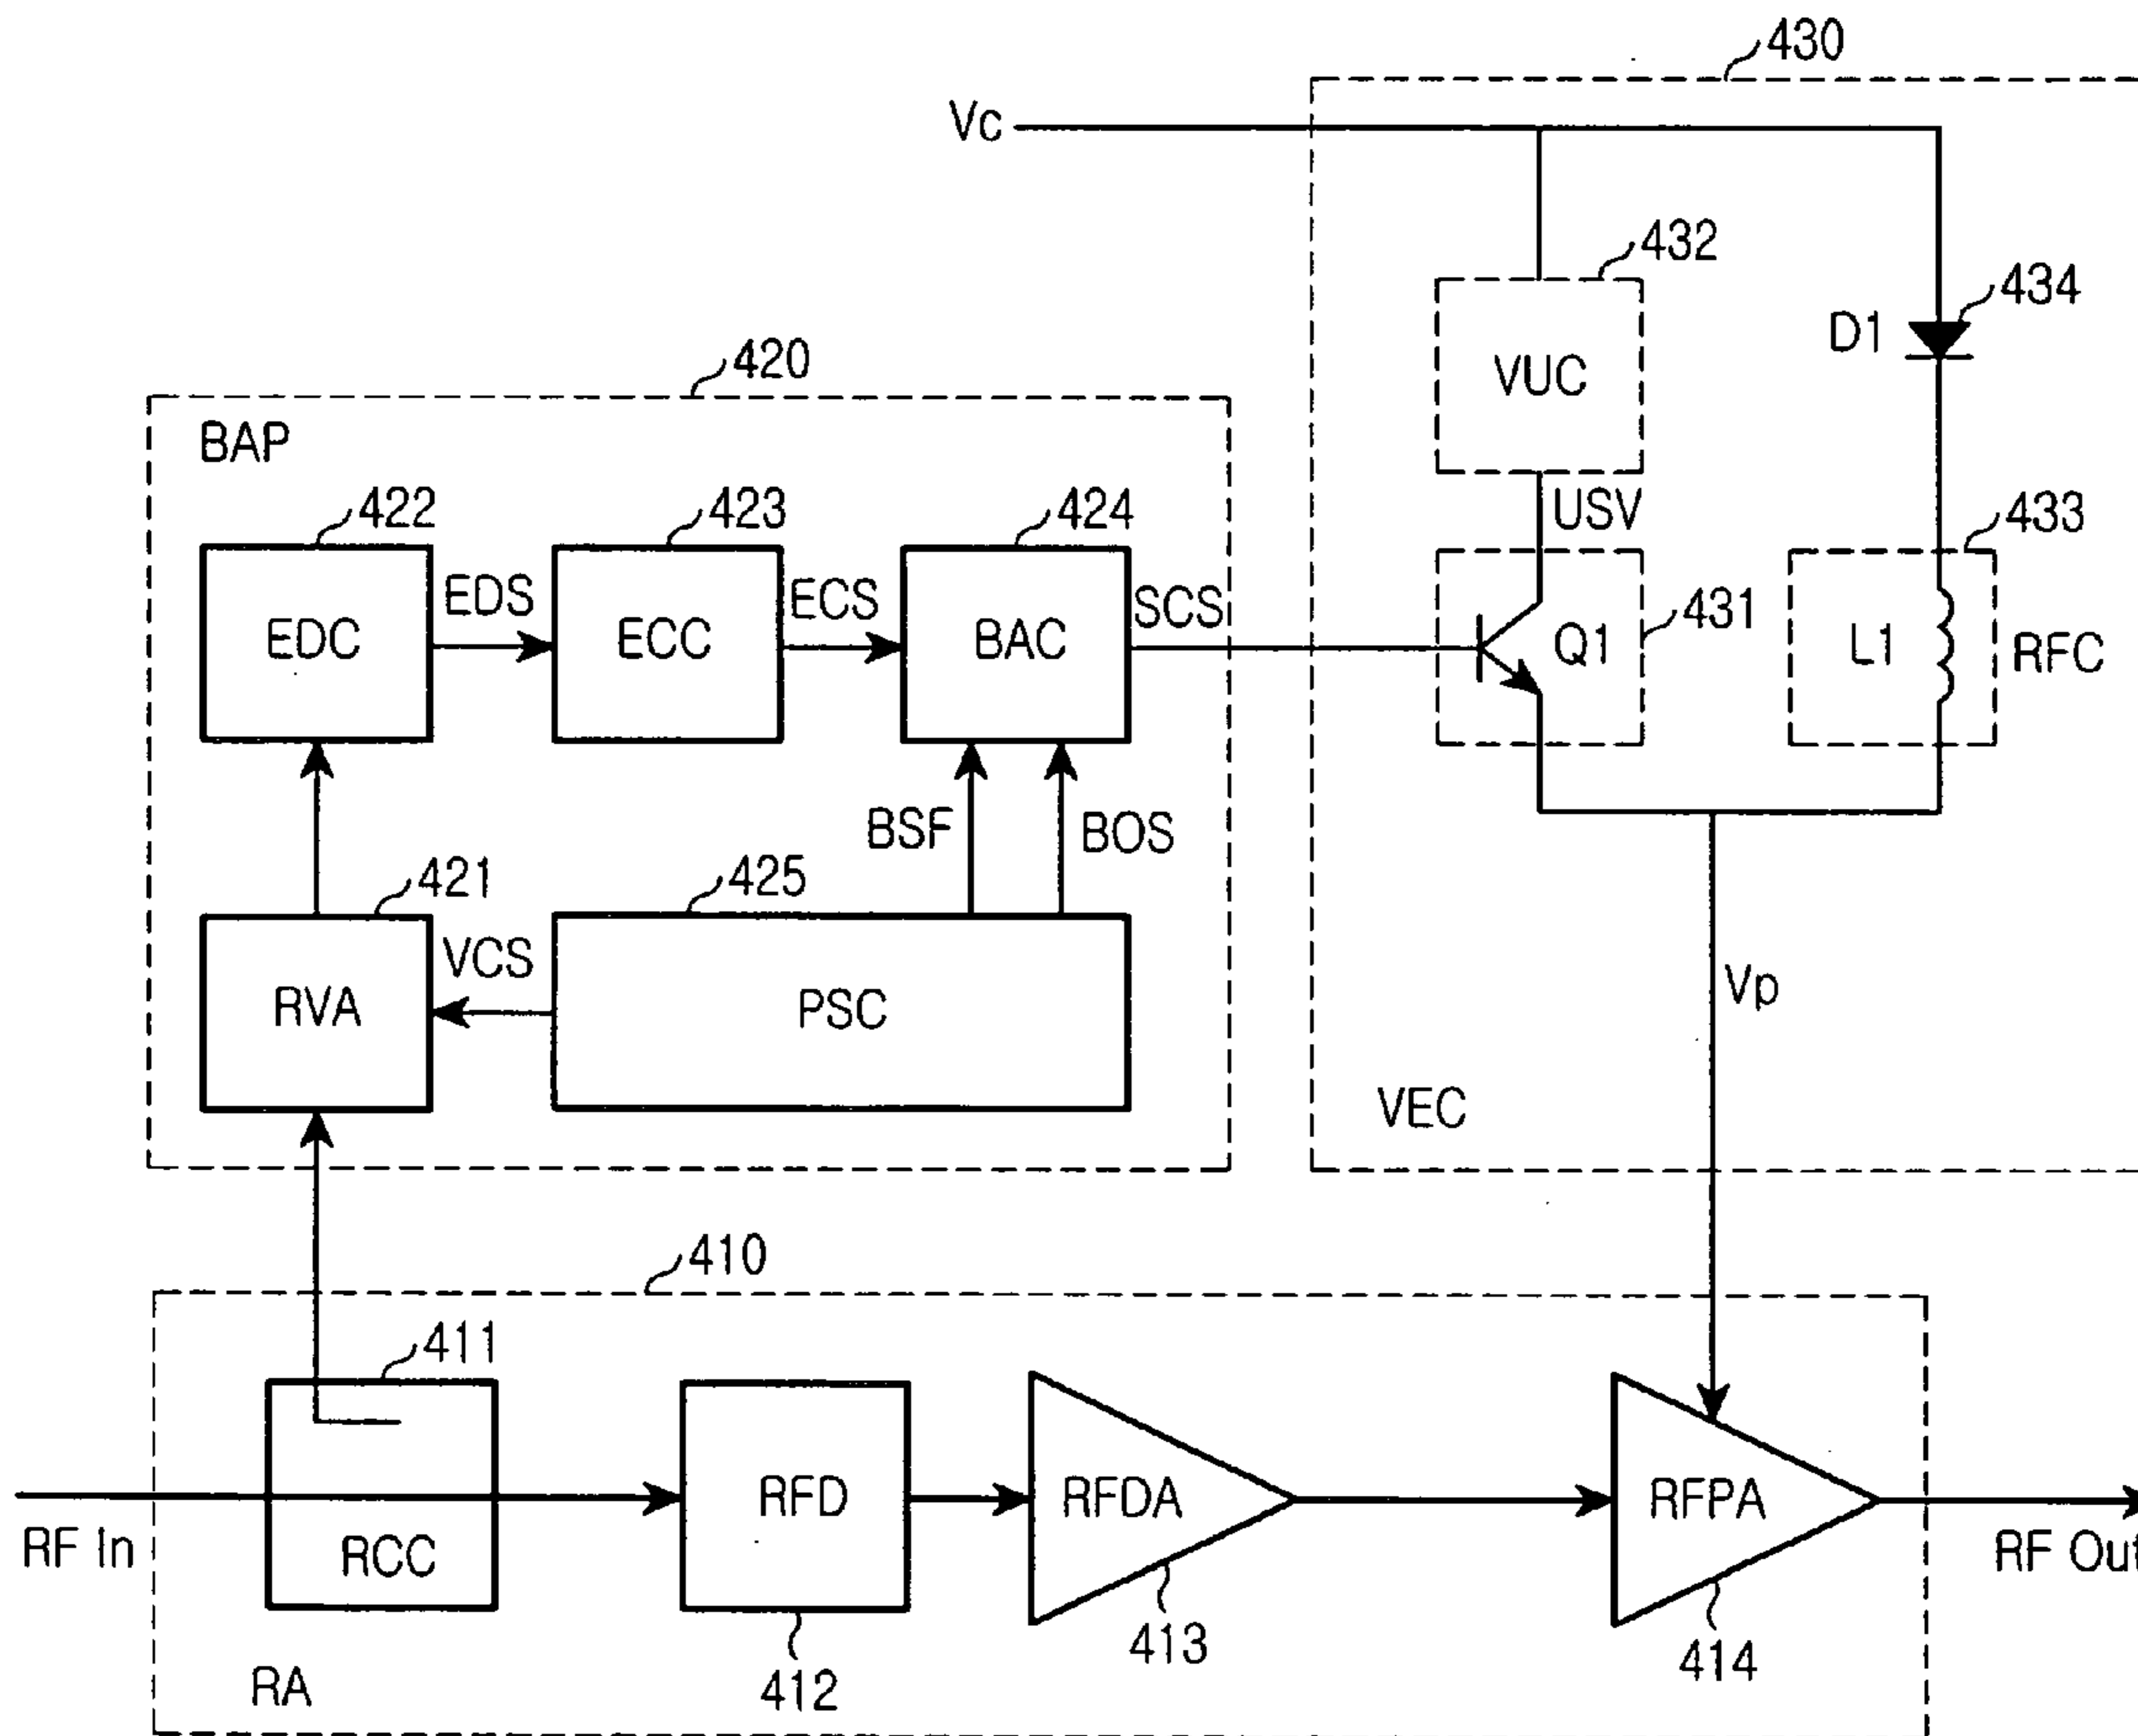 430
Vc
432
434
D1
VUC
420
BAP
USV
433
422
423
424
EDS
ECS
SCS
EDC
ECC
BAC
Q1
431
L1
RFC
BSF
BOS
421
425
VCS
RVA
PSC
Vp
VEC
410
411
RFD
RFDA
RFPA
RF In
RCC
RF Out
413
414
412
RA